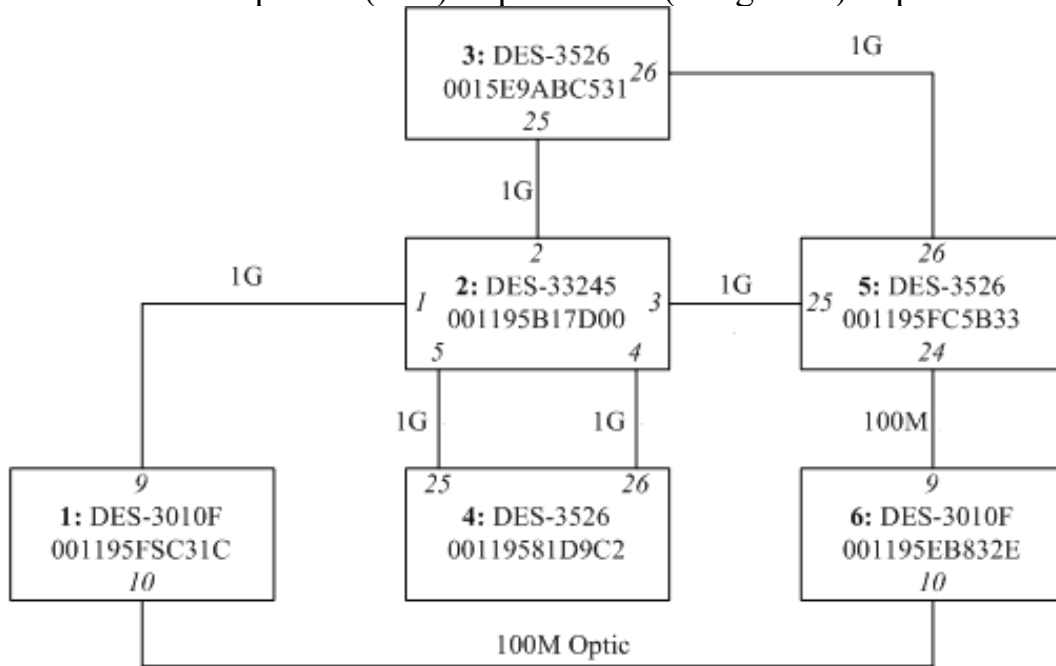 3: DES-3526
0015E9ABC531
26
25
1G
1G
2
1G
1
2: DES-33245
001195B17D00
3
5
4
1G
26
25
5: DES-3526
001195FC5B33
24
1G
1G
100M
9
1: DES-3010F
001195FSC31C
10
25
26
4: DES-3526
00119581D9C2
9
6: DES-3010F
001195EB832E
10
100M Optic